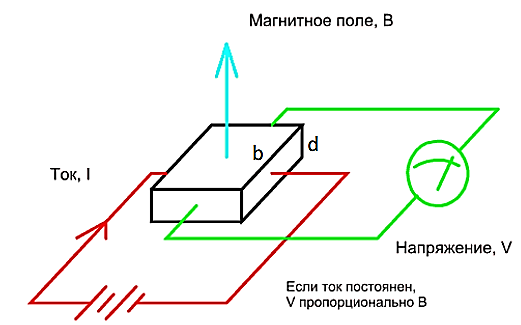 Магнитное поле, В
b
d
Ток, I
Напряжение, V
Если ток постоянен,
V пропорционально В